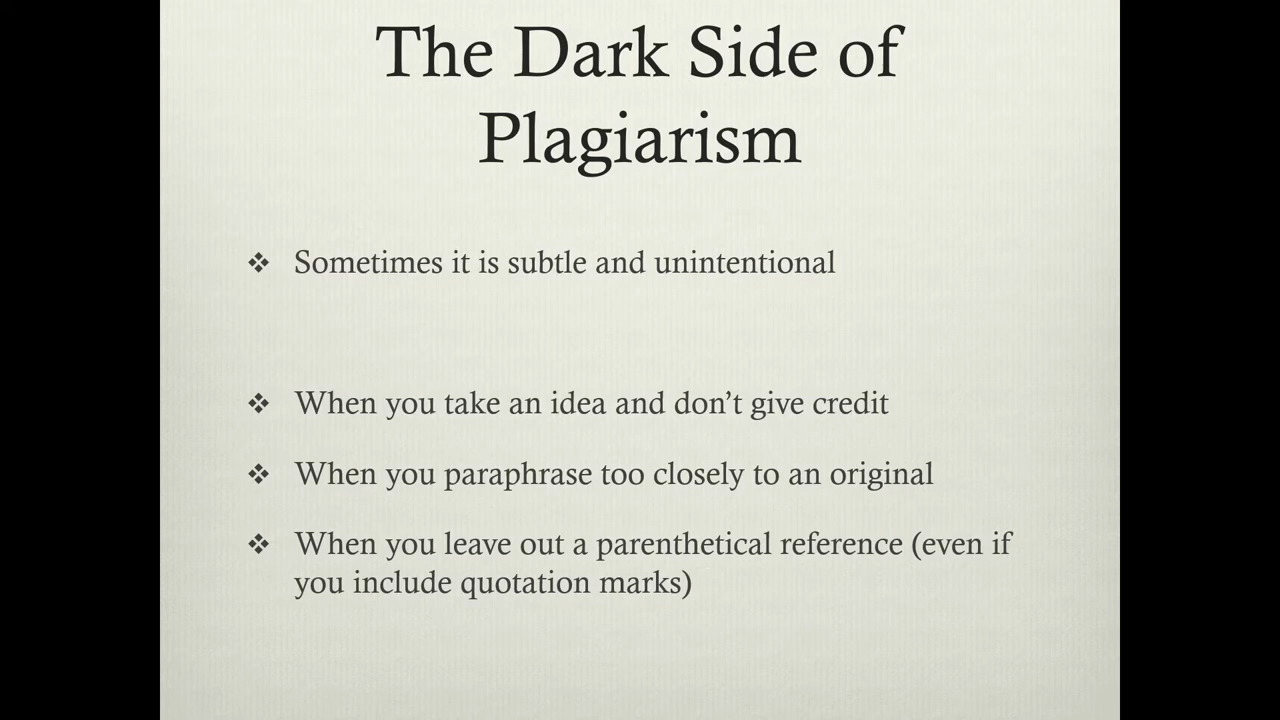 The Dark Side of
Plagiarism
❖ Sometimes it is subtle and unintentional
❖ When you take an idea and don’t give credit
❖ When you paraphrase too closely to an original
❖ When you leave out a parenthetical reference (even if
you include quotation marks)